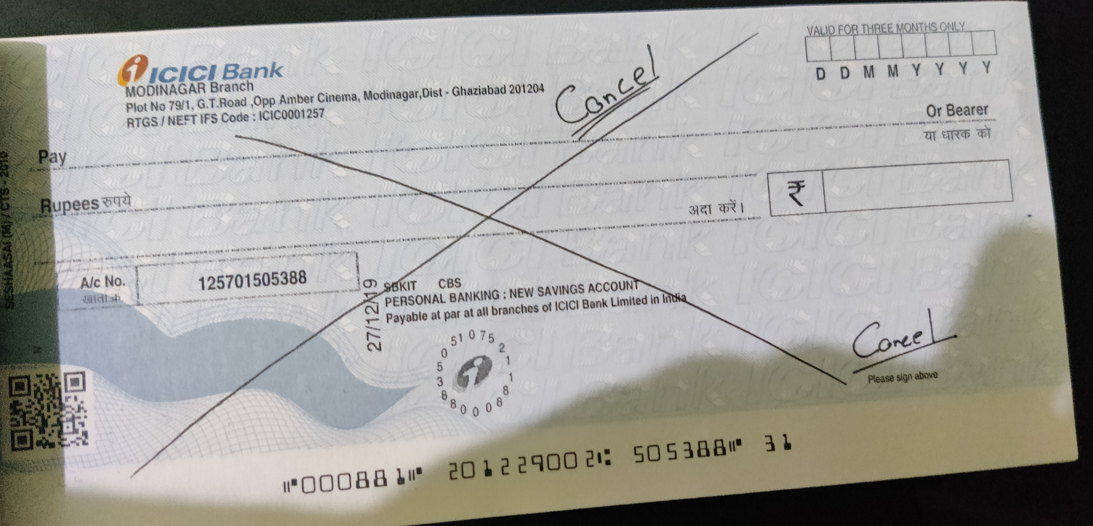 VALID FOR THREE MONTHS ONLY
D D M M Y Y Y Y
ICICI Bank
MODINAGAR Branch
Plot No 79/1, G.T.Road ,Opp Amber Cinema, Modinagar,Dist - Ghaziabad 201204
RTGS / NEFT IFS Code : ICIC0001257
Cancel
Pay
Or Bearer
या धारक को
Rupees रुपये
अदा करें।
₹
A/c No.
खाता क्र.
125701505388
27/12/19
SBKIT CBS
PERSONAL BANKING : NEW SAVINGS ACCOUNT
Payable at par at all branches of ICICI Bank Limited in India
Cancel
Please sign above
SESHAASAI (M) / CTS - 2010
⑈000881⑈ 201229002⑆ 505388⑈ 31